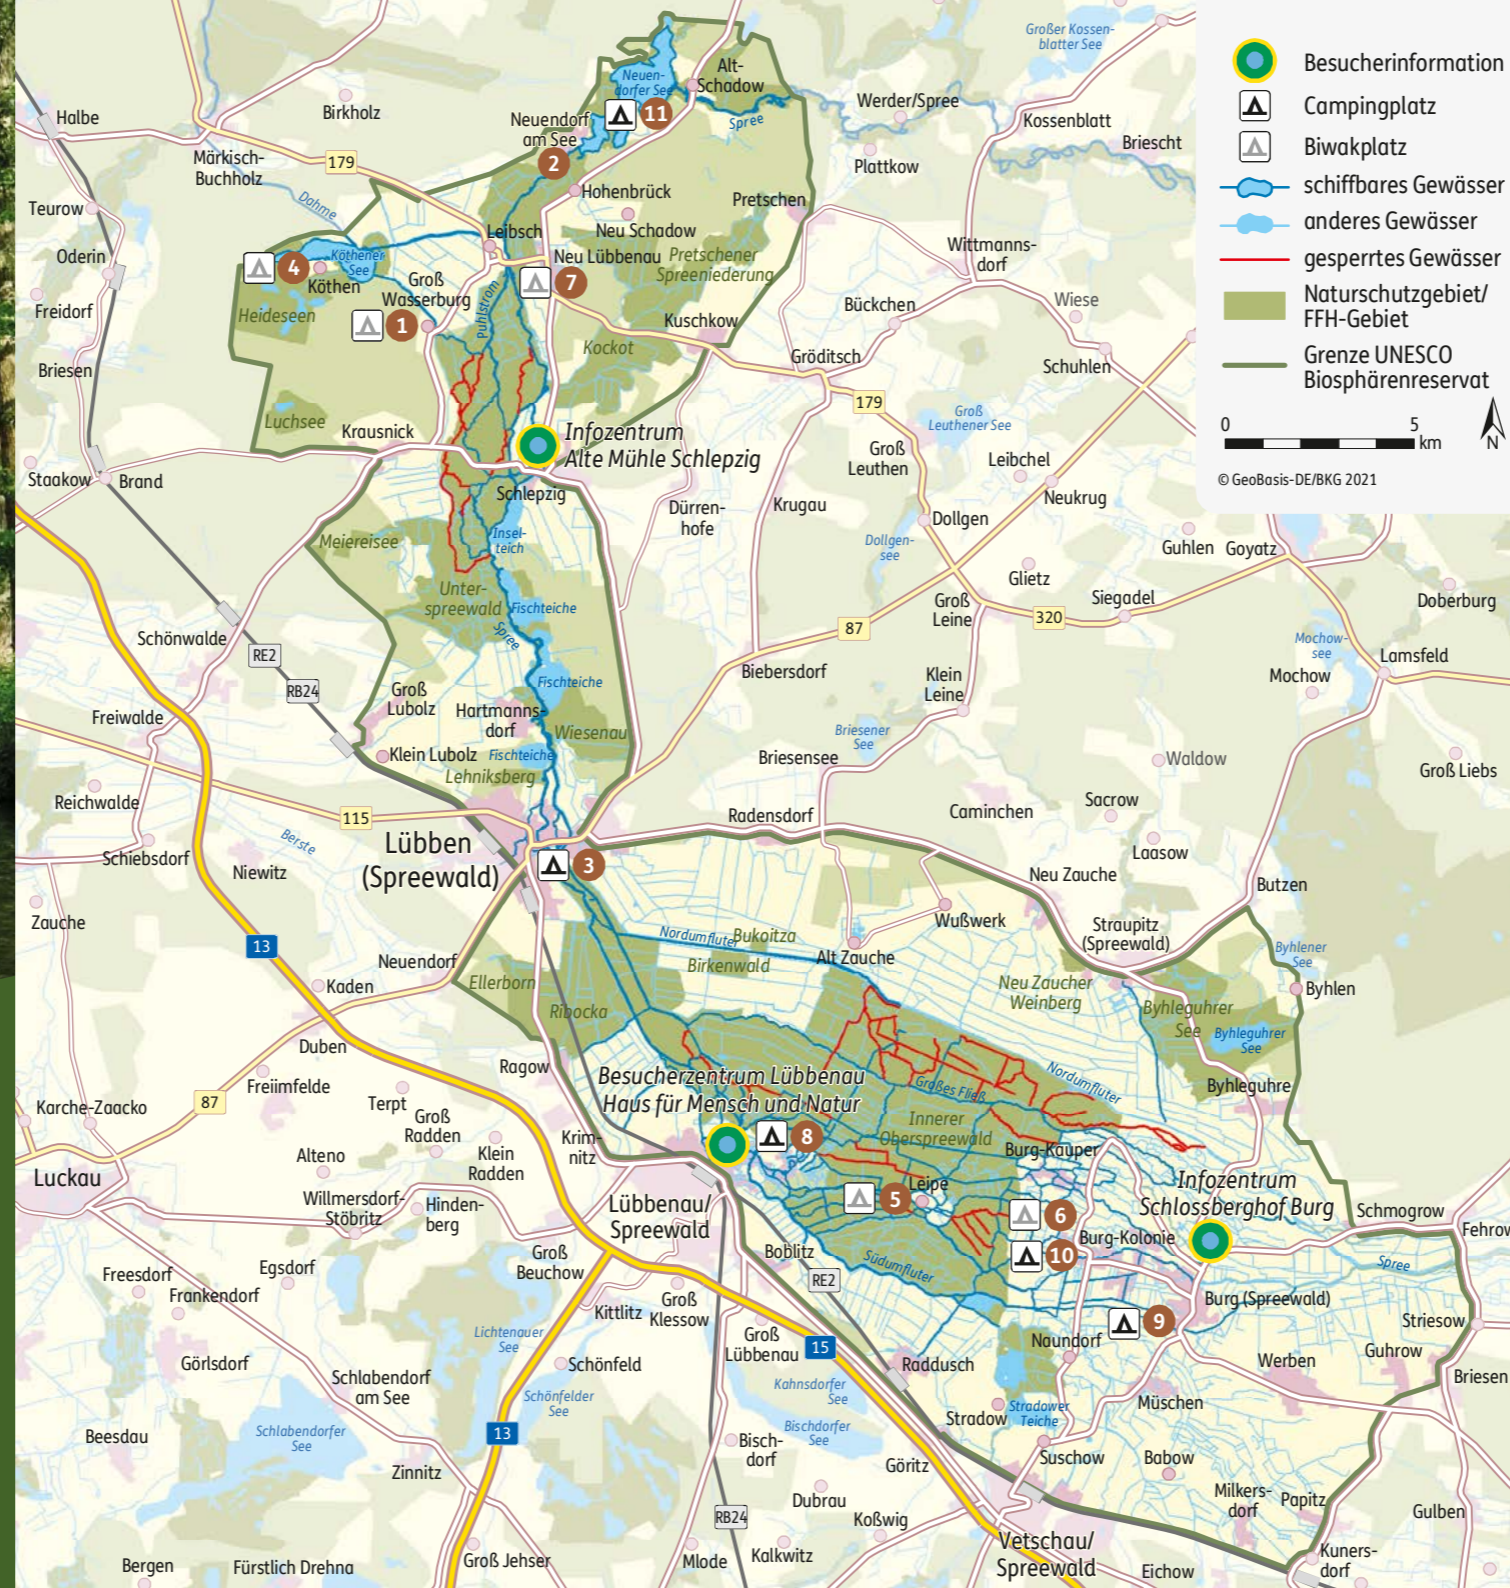 Besucherinformation
Campingplatz
Biwakplatz
schiffbares Gewässer
anderes Gewässer
gesperrtes Gewässer
Naturschutzgebiet/
FFH-Gebiet
Grenze UNESCO
Biosphärenreservat
0
5
km
N
© GeoBasis-DE/BKG 2021
Großer Kossen-
blatter See
Alt-
Schadow
Neuen-
dorfer See
11
Spree
Werder/Spree
Kossenblatt
Briescht
Plattkow
Halbe
Birkholz
Neuendorf
am See
2
Märkisch-
Buchholz
179
Hohenbrück
Pretschen
Teurow
Dahme
Leibsch
Neu Schadow
Wittmanns-
dorf
Oderin
Köthener
See
4
Köthen
Groß
Wasserburg
Neu Lübbenau
7
Pretschener
Spreeniederung
Freidorf
Heideseen
1
Puhlstrom
Bückchen
Wiese
Kuschkow
Kockot
Gröditsch
Schuhlen
Briesen
Luchsee
Krausnick
Infozentrum
Alte Mühle Schlepzig
179
Groß
Leuthener See
Groß
Leuthen
Leibchel
Neukrug
Staakow
Brand
Schlepzig
Dürren-
hofe
Krugau
Dollgen
Meiereisee
Insel-
teich
Dollgen-
see
Guhlen
Goyatz
Glietz
Unter-
spreewald
Fischteiche
Spree
Groß
Leine
320
Siegadel
Doberburg
Schönwalde
87
RE2
RB24
Fischteiche
Biebersdorf
Klein
Leine
Mochow-
see
Mochow
Lamsfeld
Groß
Lubolz
Hartmanns-
dorf
Wiesenau
Freiwalde
Briesener
See
Klein Lubolz
Fischteiche
Lehniksberg
Briesensee
Waldow
Groß Liebs
Reichwalde
115
Radensdorf
Caminchen
Sacrow
Laasow
Berste
Lübben
(Spreewald)
3
Schiebsdorf
Niewitz
Neu Zauche
Butzen
Zauche
Wußwerk
Straupitz
(Spreewald)
13
Nordumfluter
Bukoitza
Birkenwald
Alt Zauche
Byhlener
See
Neuendorf
Kaden
Ellerborn
Ribocka
Neu Zaucher
Weinberg
Byhlen
Byhleguhrer
See
Byhleguhrer
See
Duben
Ragow
Besucherzentrum Lübbenau
Haus für Mensch und Natur
Großes Fließ
Nordumfluter
Byhleguhre
Freiimfelde
87
Karche-Zaacko
Terpt
Groß
Radden
Innerer
Oberspreewald
8
Krim-
nitz
Klein
Radden
Alteno
Burg-Kauper
Luckau
Infozentrum
Schlossberghof Burg
Willmersdorf-
Stöbritz
Hinden-
berg
Lübbenau/
Spreewald
5
Leipe
6
Schmogrow
Fehrow
Burg-Kolonie
10
Groß
Beuchow
Boblitz
Südumfluter
Spree
Freesdorf
Egsdorf
RE2
Frankendorf
Kittlitz
Groß
Klessow
Burg (Spreewald)
9
Striesow
Lichtenauer
See
Groß
Lübbenau
15
Naundorf
Görlsdorf
Schönfeld
Raddusch
Werben
Guhrow
Briesen
Schlabendorf
am See
Schönfelder
See
Kahnsdorfer
See
Stradow
Stradower
Teiche
Müschen
Beesdau
Schlabendorfer
See
13
Bischdorfer
See
Bisch-
dorf
Göritz
Suschow
Babow
Zinnitz
Dubrau
Milkers-
dorf
Papitz
Gulben
RB24
Koßwig
Vetschau/
Spreewald
Kalkwitz
Bergen
Fürstlich Drehna
Groß Jehser
Mlode
Eichow
Kuners-
dorf